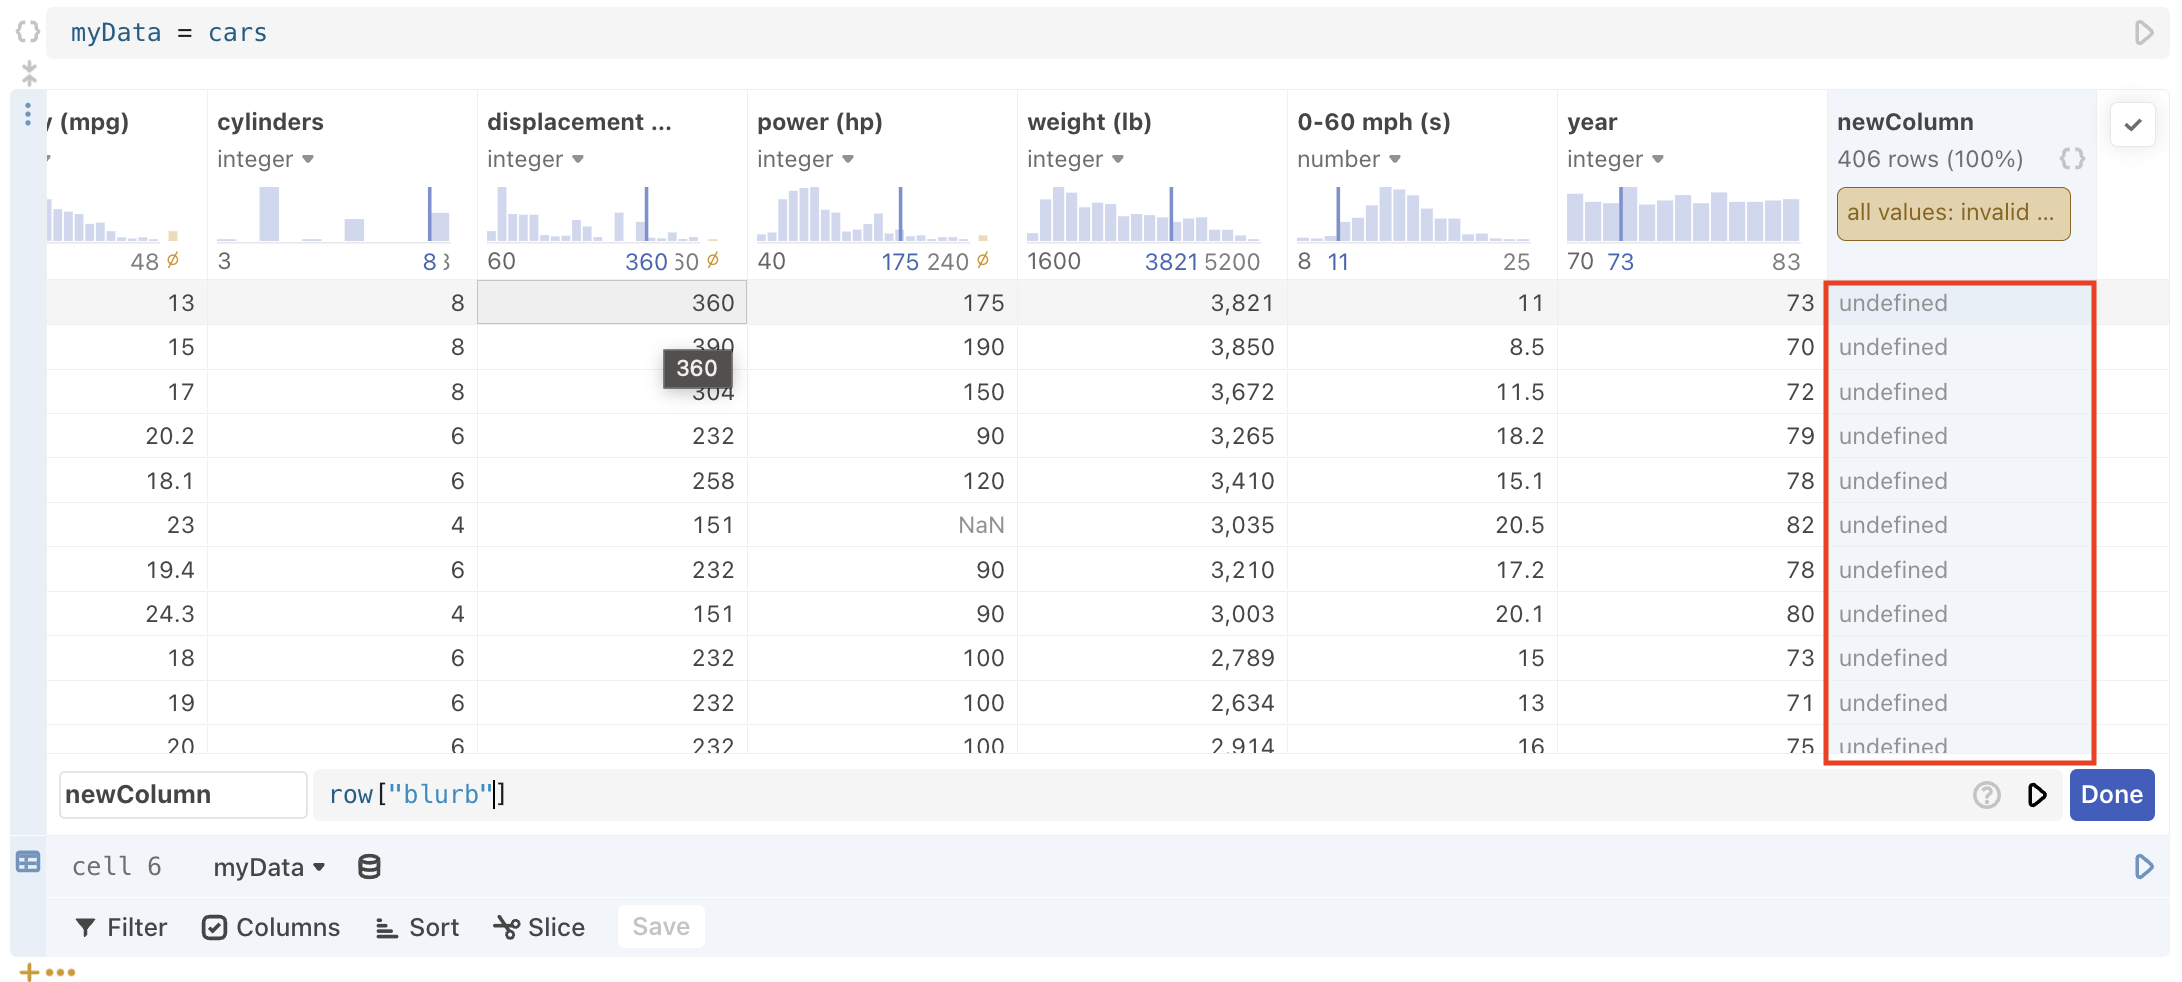 myData = cars
y (mpg) cylinders displacement ... power (hp) weight (lb) 0-60 mph (s) year newColumn
integer integer integer integer number integer 406 rows (100%)
all values: invalid ...
48 3 8 60 360 40 175 240 1600 3821 5200 8 11 25 70 73 83
13 8 360 175 3,821 11 73 undefined
15 8 390 190 3,850 8.5 70 undefined
360
17 8 304 150 3,672 11.5 72 undefined
20.2 6 232 90 3,265 18.2 79 undefined
18.1 6 258 120 3,410 15.1 78 undefined
23 4 151 NaN 3,035 20.5 82 undefined
19.4 6 232 90 3,210 17.2 78 undefined
24.3 4 151 90 3,003 20.1 80 undefined
18 6 232 100 2,789 15 73 undefined
19 6 232 100 2,634 13 71 undefined
20 6 232 100 2,914 16 75 undefined
newColumn row["blurb"] Done
cell 6 myData
Filter Columns Sort Slice Save